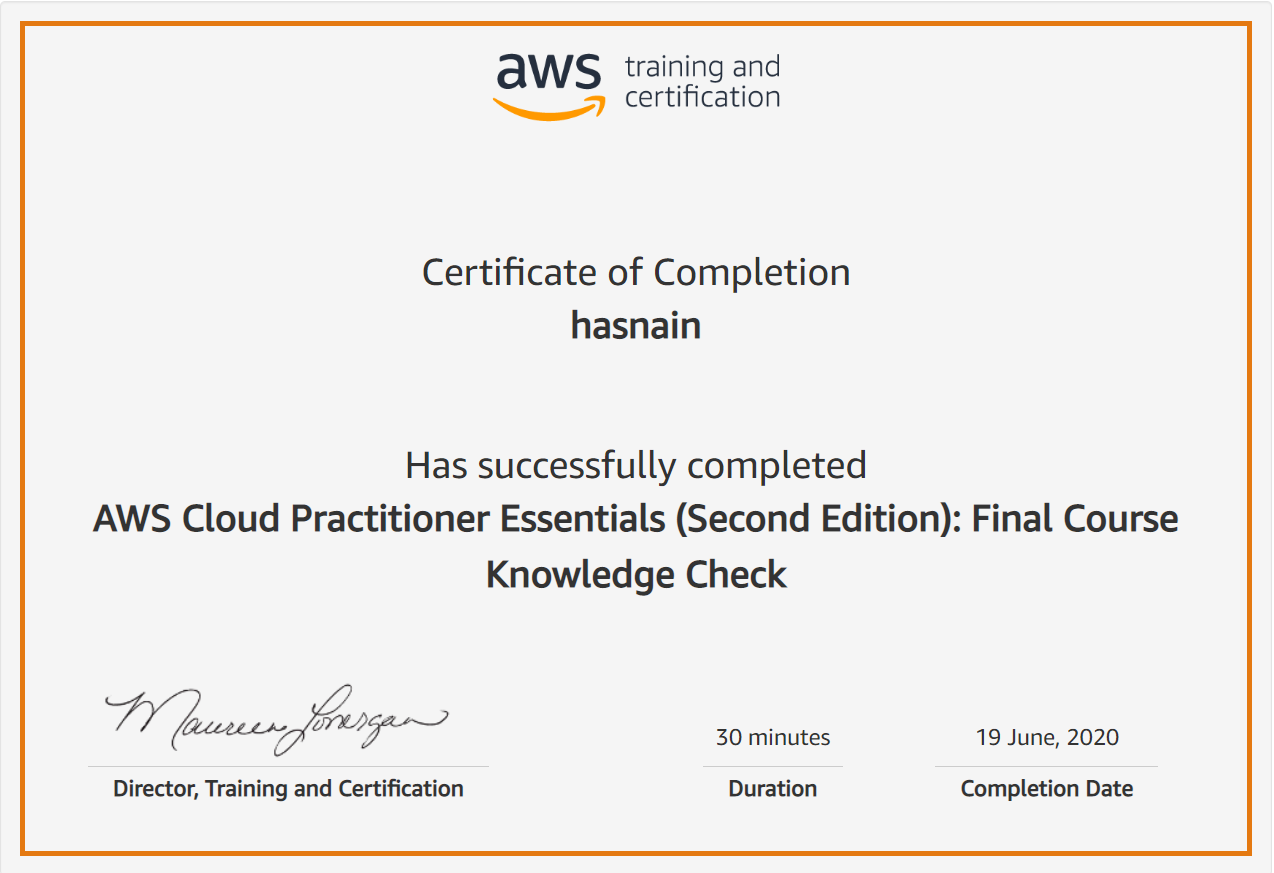 aws training and
certification
Certificate of Completion
hasnain
Has successfully completed
AWS Cloud Practitioner Essentials (Second Edition): Final Course
Knowledge Check
Maureen Lonergan
30 minutes
19 June, 2020
Director, Training and Certification
Duration
Completion Date